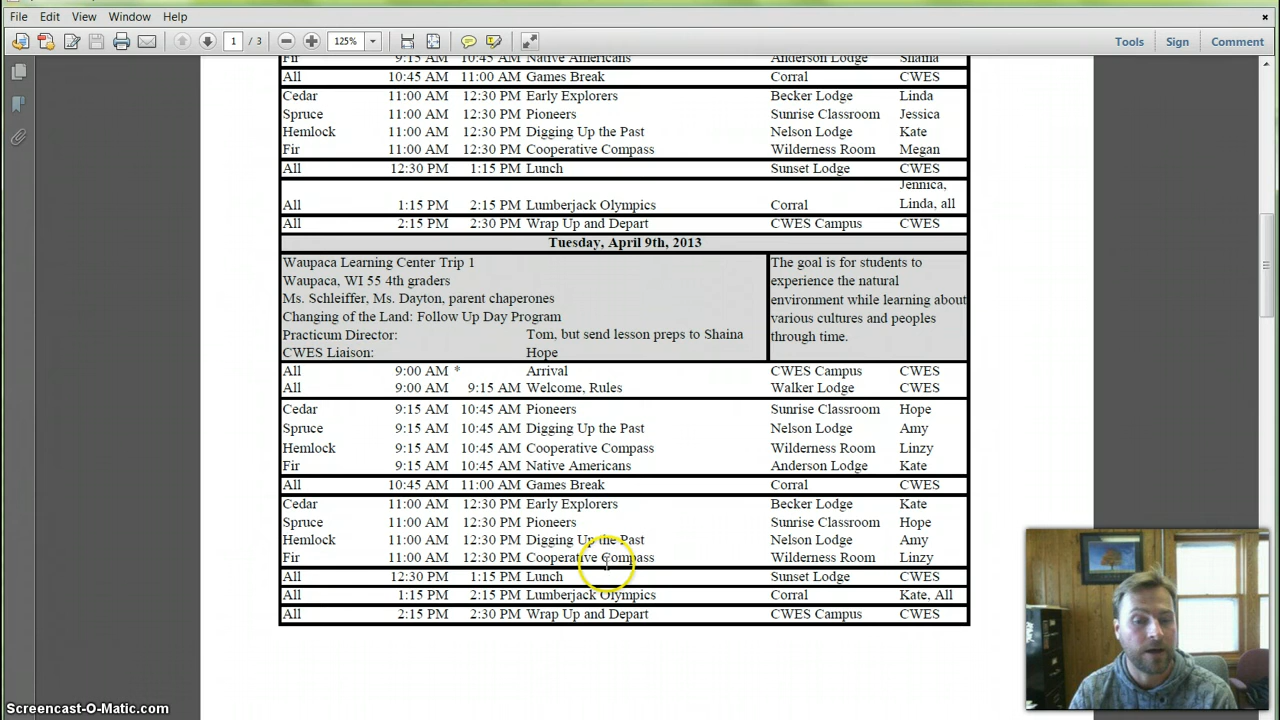 File Edit View Window Help
1 / 3 125% Tools Sign Comment
Fir 9:15 AM 10:45 AM Native Americans Anderson Lodge Shaina
All 10:45 AM 11:00 AM Games Break Corral CWES
Cedar 11:00 AM 12:30 PM Early Explorers Becker Lodge Linda
Spruce 11:00 AM 12:30 PM Pioneers Sunrise Classroom Jessica
Hemlock 11:00 AM 12:30 PM Digging Up the Past Nelson Lodge Kate
Fir 11:00 AM 12:30 PM Cooperative Compass Wilderness Room Megan
All 12:30 PM 1:15 PM Lunch Sunset Lodge CWES
Jennica,
All 1:15 PM 2:15 PM Lumberjack Olympics Corral Linda, all
All 2:15 PM 2:30 PM Wrap Up and Depart CWES Campus CWES
Tuesday, April 9th, 2013
Waupaca Learning Center Trip 1
Waupaca, WI 55 4th graders
Ms. Schleiffer, Ms. Dayton, parent chaperones
Changing of the Land: Follow Up Day Program
Practicum Director: Tom, but send lesson preps to Shaina
CWES Liaison: Hope
The goal is for students to
experience the natural
environment while learning about
various cultures and peoples
through time.
All 9:00 AM * Arrival CWES Campus CWES
All 9:00 AM 9:15 AM Welcome, Rules Walker Lodge CWES
Cedar 9:15 AM 10:45 AM Pioneers Sunrise Classroom Hope
Spruce 9:15 AM 10:45 AM Digging Up the Past Nelson Lodge Amy
Hemlock 9:15 AM 10:45 AM Cooperative Compass Wilderness Room Linzy
Fir 9:15 AM 10:45 AM Native Americans Anderson Lodge Kate
All 10:45 AM 11:00 AM Games Break Corral CWES
Cedar 11:00 AM 12:30 PM Early Explorers Becker Lodge Kate
Spruce 11:00 AM 12:30 PM Pioneers Sunrise Classroom Hope
Hemlock 11:00 AM 12:30 PM Digging Up the Past Nelson Lodge Amy
Fir 11:00 AM 12:30 PM Cooperative Compass Wilderness Room Linzy
All 12:30 PM 1:15 PM Lunch Sunset Lodge CWES
All 1:15 PM 2:15 PM Lumberjack Olympics Corral Kate, All
All 2:15 PM 2:30 PM Wrap Up and Depart CWES Campus CWES
Screencast-O-Matic.com